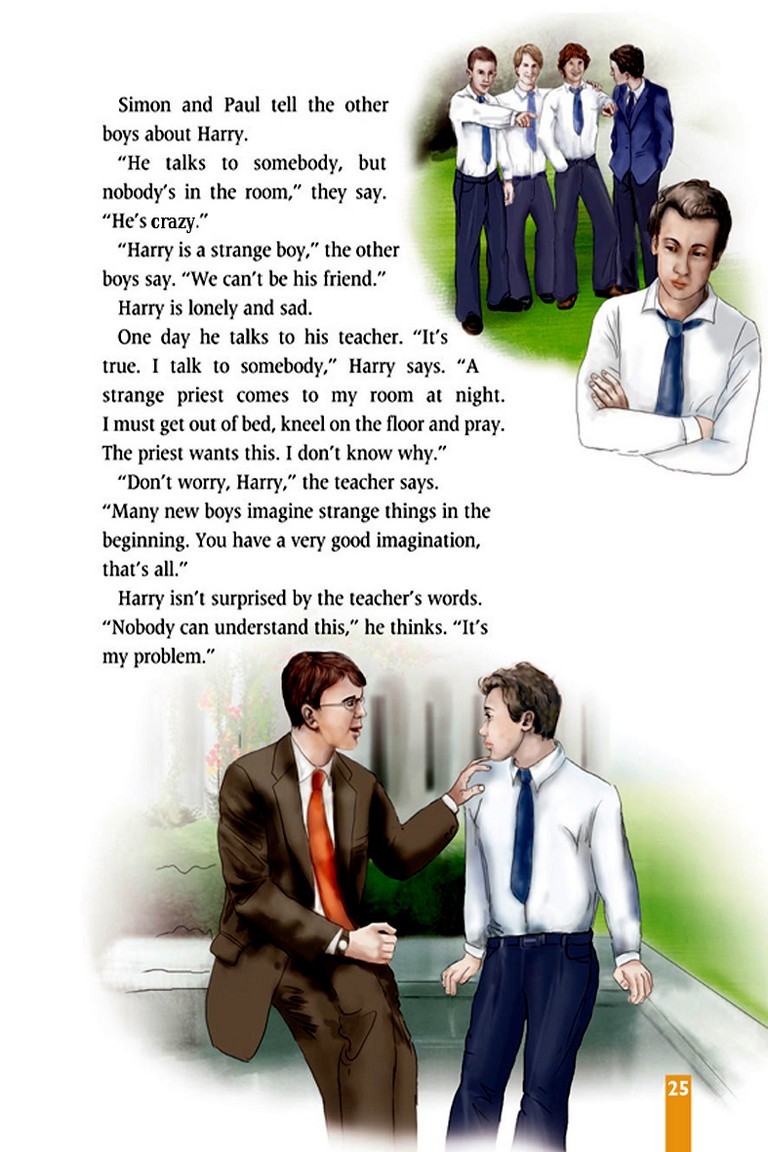 Simon and Paul tell the other
boys about Harry.
“He talks to somebody, but
nobody’s in the room,” they say.
“He’s crazy.”
“Harry is a strange boy,” the other
boys say. “We can’t be his friend.”
Harry is lonely and sad.
One day he talks to his teacher. “It’s
true. I talk to somebody,” Harry says. “A
strange priest comes to my room at night.
I must get out of bed, kneel on the floor and pray.
The priest wants this. I don’t know why.”
“Don’t worry, Harry,” the teacher says.
“Many new boys imagine strange things in the
beginning. You have a very good imagination,
that’s all.”
Harry isn’t surprised by the teacher’s words.
“Nobody can understand this,” he thinks. “It’s
my problem.”
25